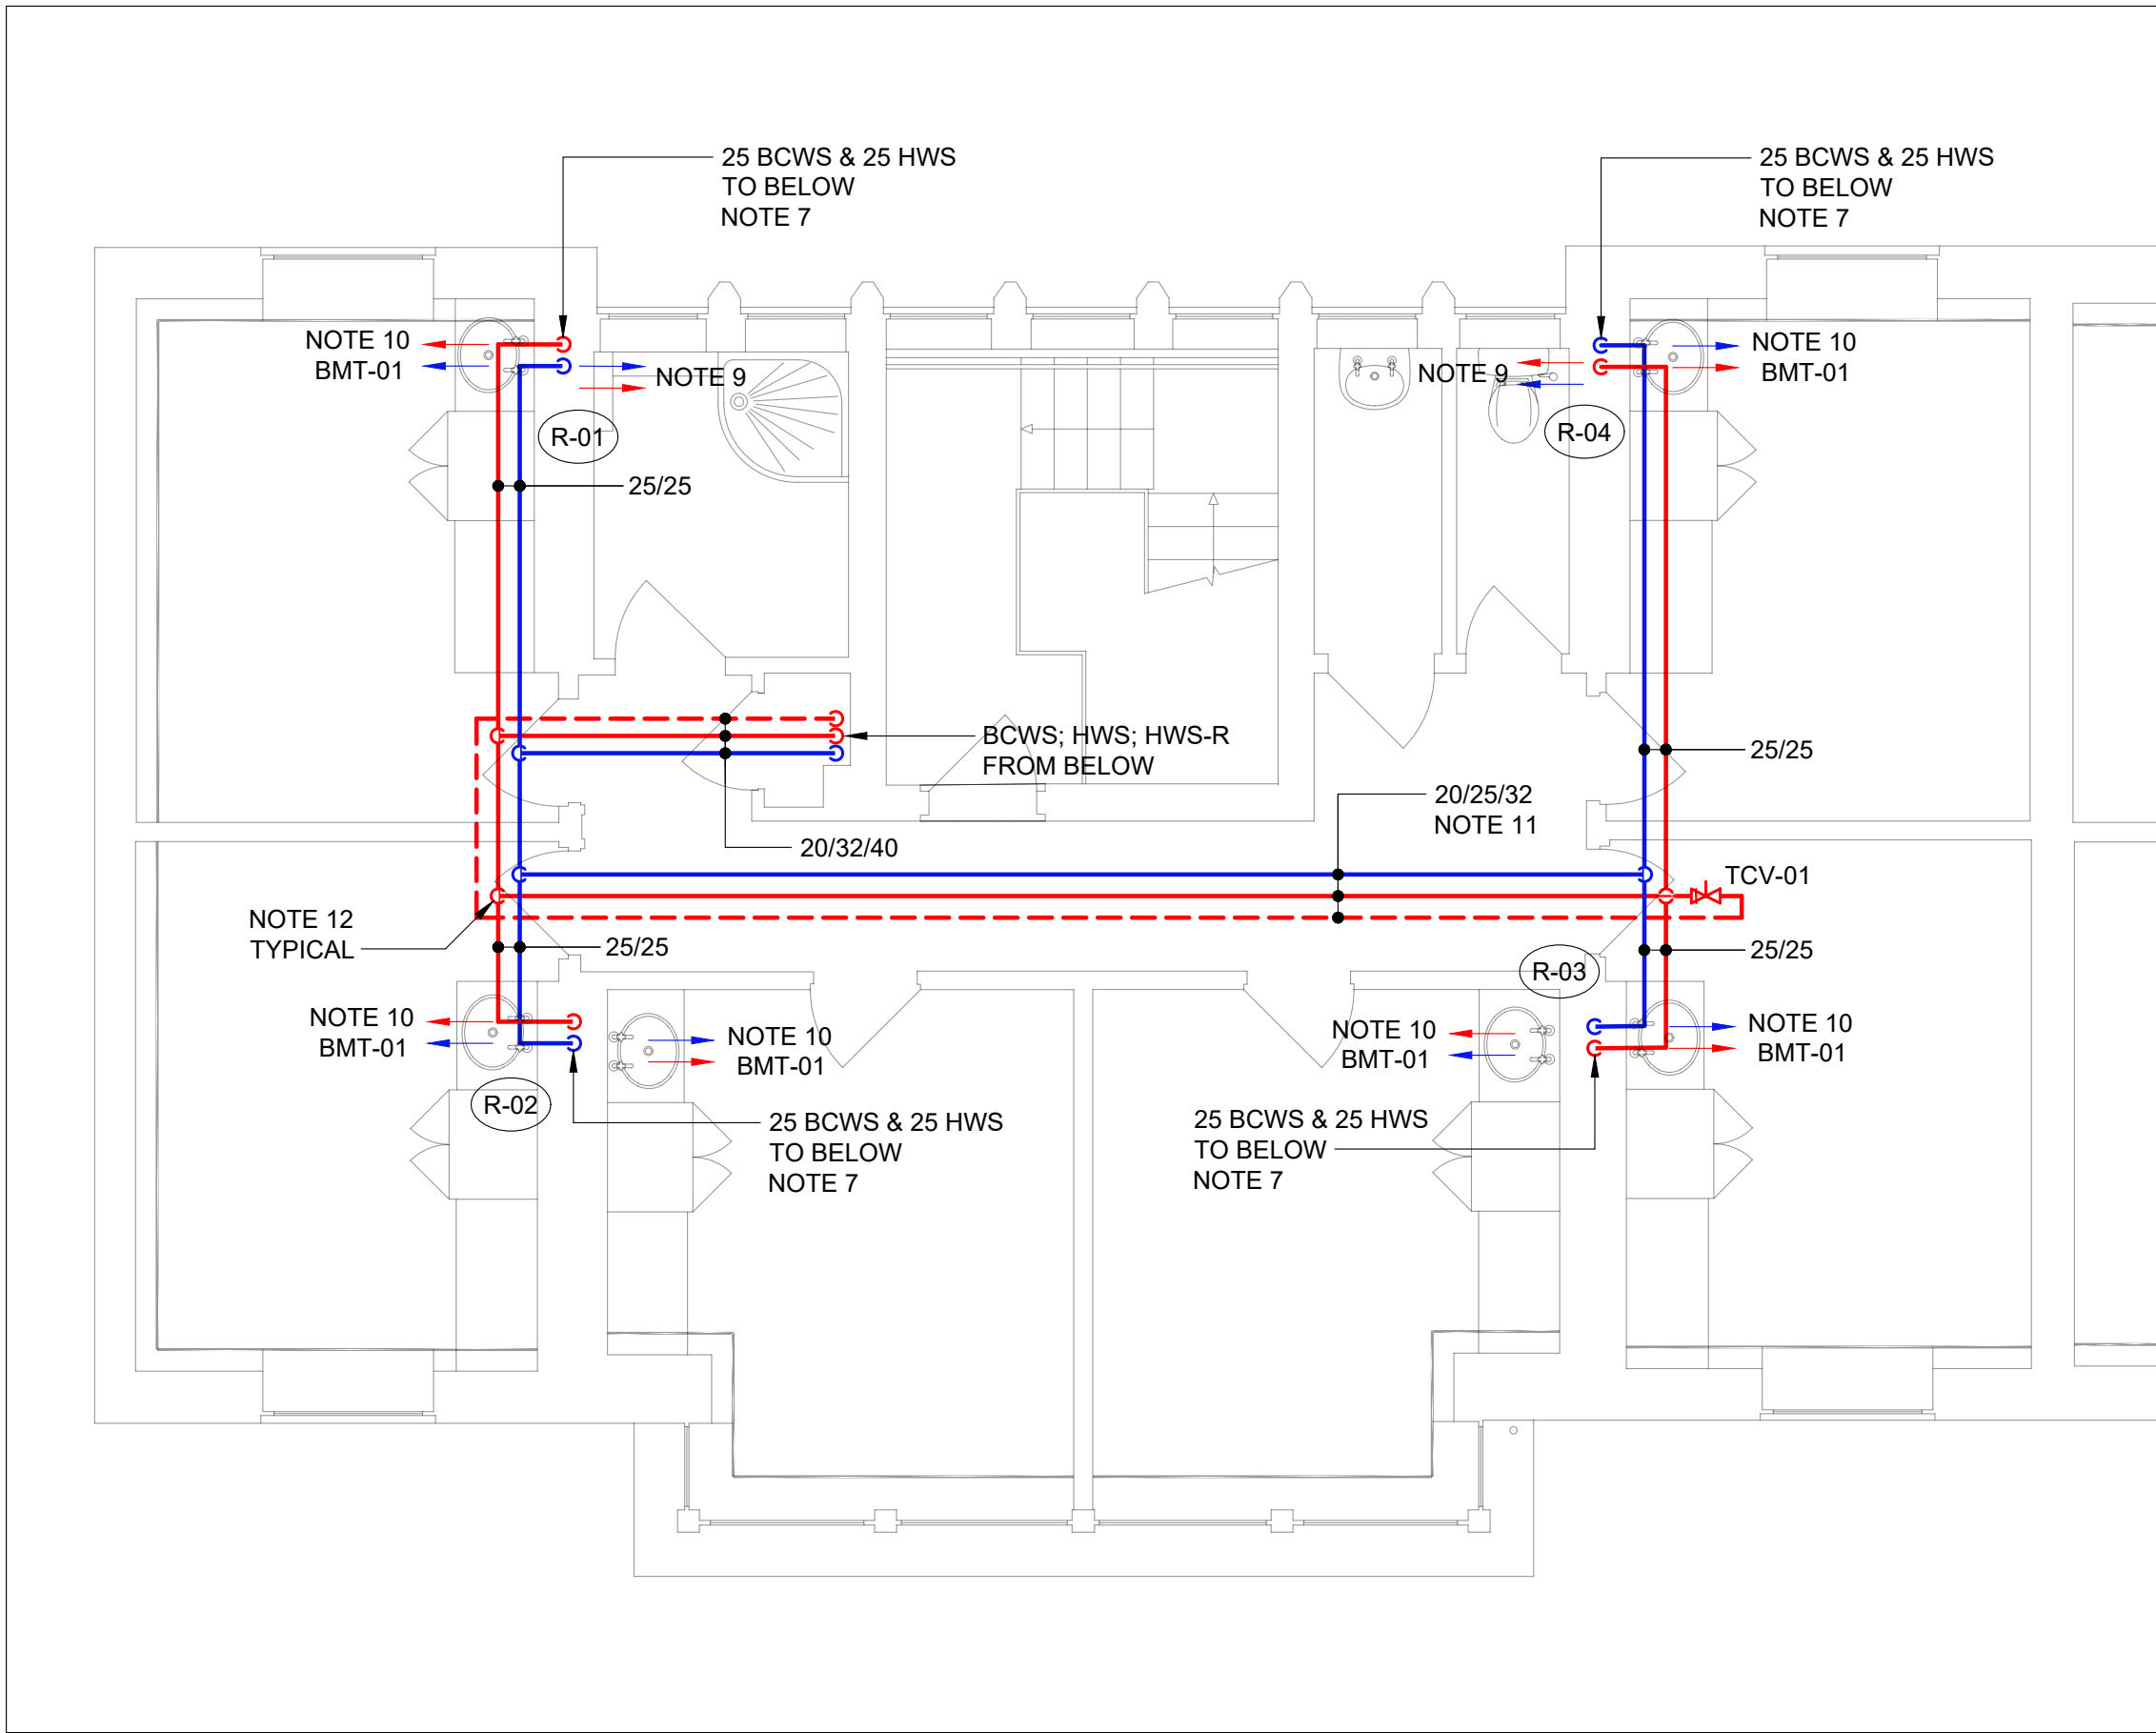 25 BCWS & 25 HWS
TO BELOW
NOTE 7
25 BCWS & 25 HWS
TO BELOW
NOTE 7
NOTE 10
BMT-01
NOTE 9
NOTE 9
NOTE 10
BMT-01
R-01
R-04
25/25
BCWS; HWS; HWS-R
FROM BELOW
25/25
20/25/32
NOTE 11
20/32/40
TCV-01
NOTE 12
TYPICAL
25/25
25/25
R-03
NOTE 10
BMT-01
NOTE 10
BMT-01
NOTE 10
BMT-01
NOTE 10
BMT-01
R-02
25 BCWS & 25 HWS
TO BELOW
NOTE 7
25 BCWS & 25 HWS
TO BELOW
NOTE 7